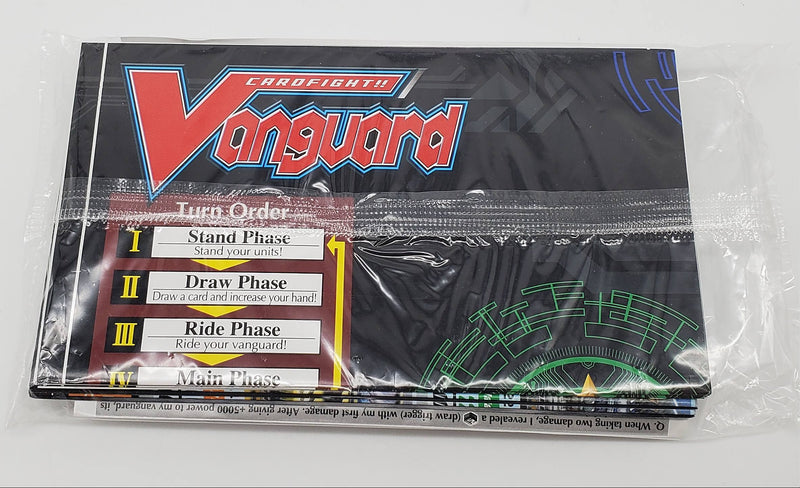 CARDFIGHT!!
Vanguard
Turn Order
I Stand Phase
Stand your units!
II Draw Phase
Draw a card and increase your hand!
III Ride Phase
Ride your vanguard!
IV Main Phase
Q. When taking two damage, I revealed a (draw trigger) with my first damage. After giving +5000 power to my vanguard, its